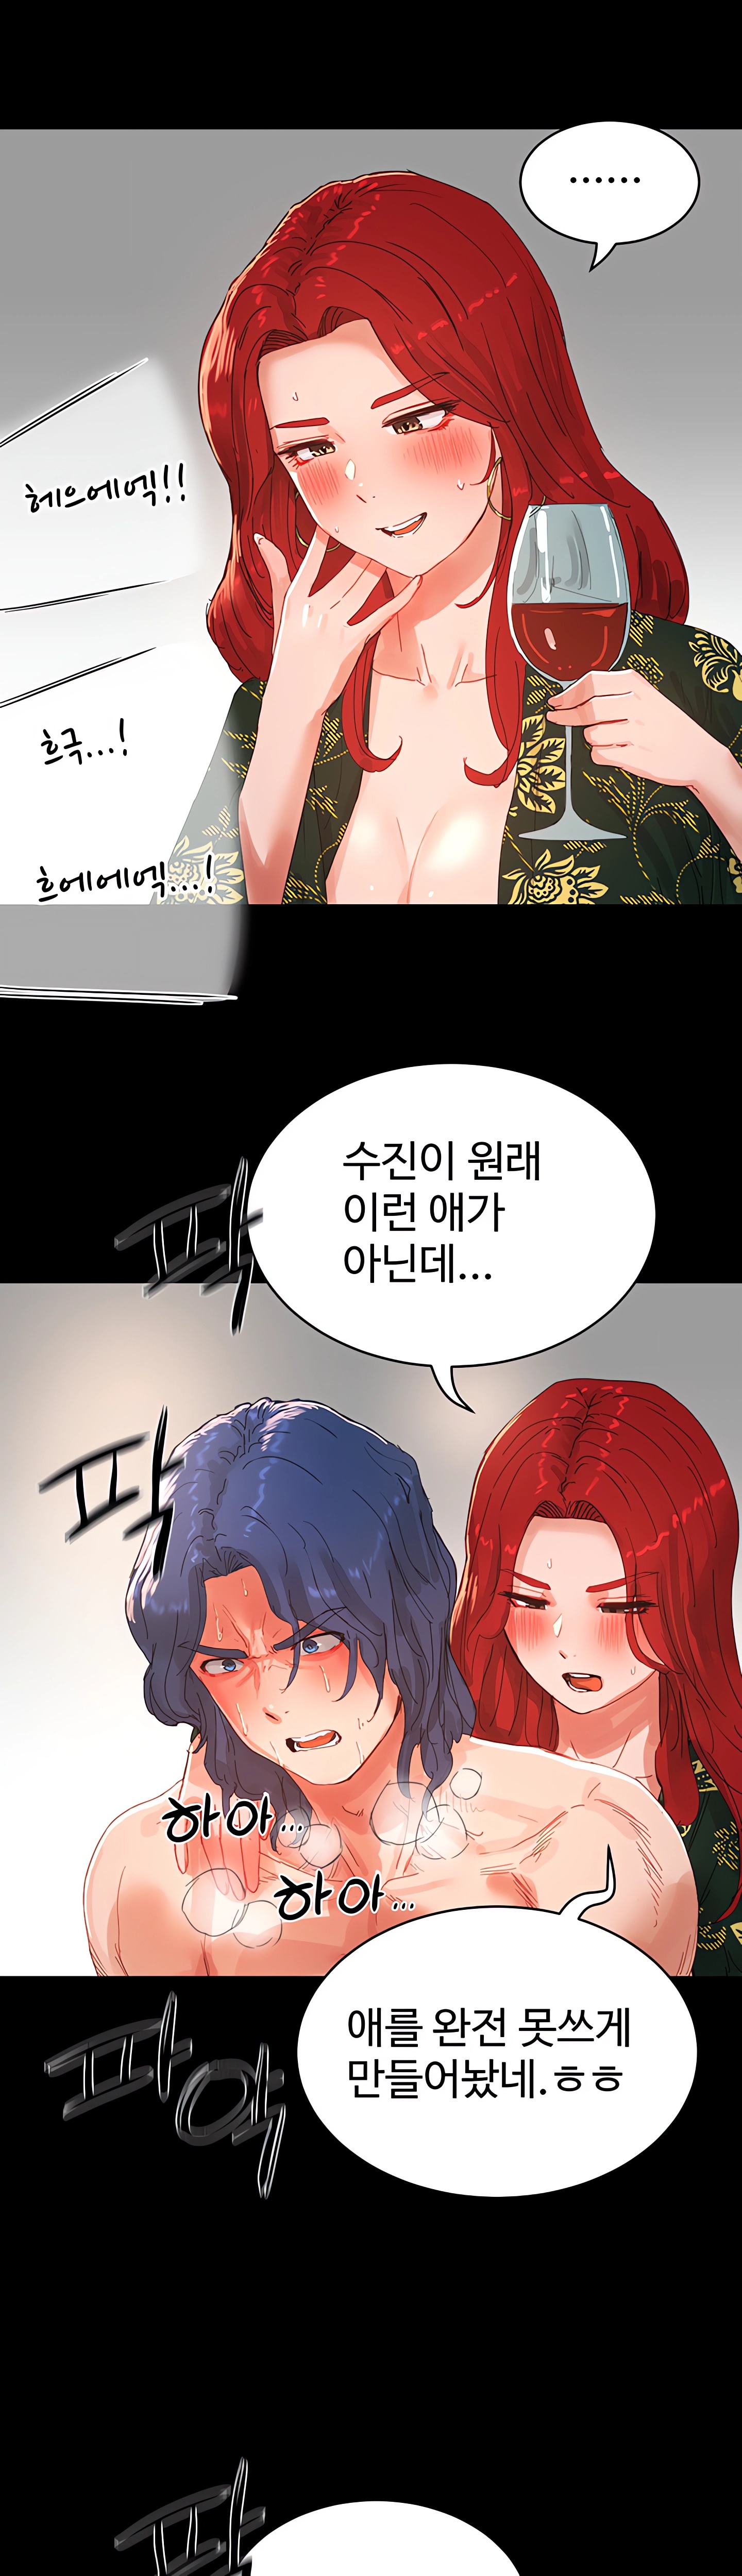 ......
헤으에엑!!
흐극...!
흐에에엑...!
수진이 원래
이런 애가
아닌데...
팍
팍
하아...
하아...
애를 완전 못쓰게
만들어놨네.ㅎㅎ
파악
팍